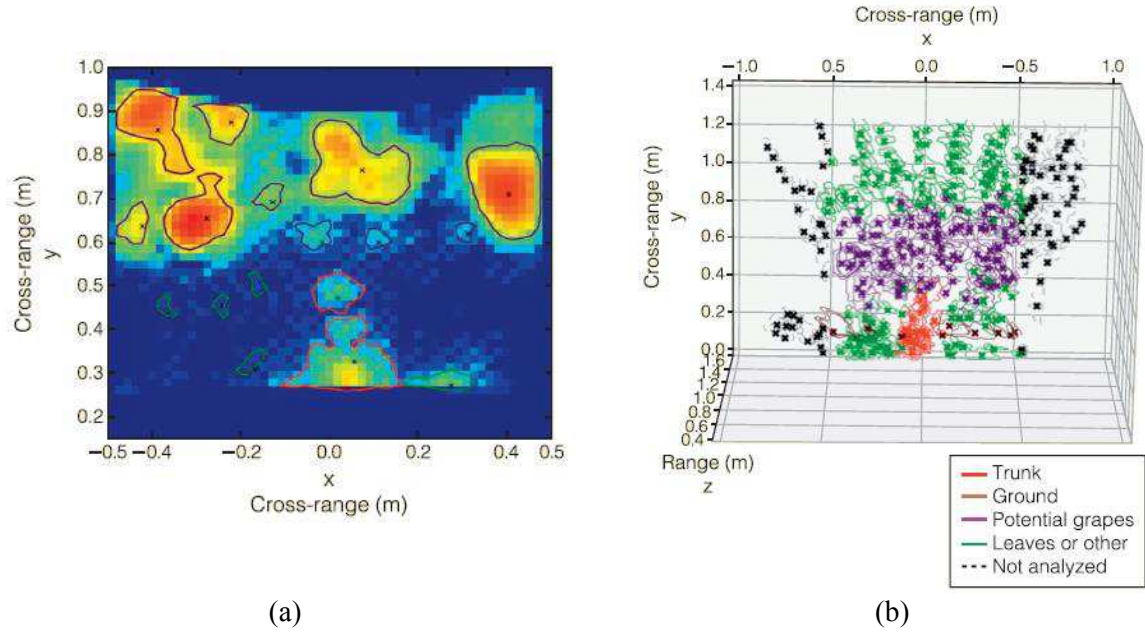 1.0
0.9
0.8
0.7
0.6
0.5
0.4
0.3
0.2
Cross-range (m)
y
−0.5 −0.4 −0.2 0.0 0.2 0.4 0.5
x
Cross-range (m)
(a)
Cross-range (m)
x
−1.0 0.5 0.0 −0.5 1.0
1.4
1.2
1.0
0.8
0.6
0.4
0.2
0.0
Cross-range (m)
y
1.6
1.4
1.2
1.0
0.8
0.6
0.4
Range (m)
z
Trunk
Ground
Potential grapes
Leaves or other
Not analyzed
(b)